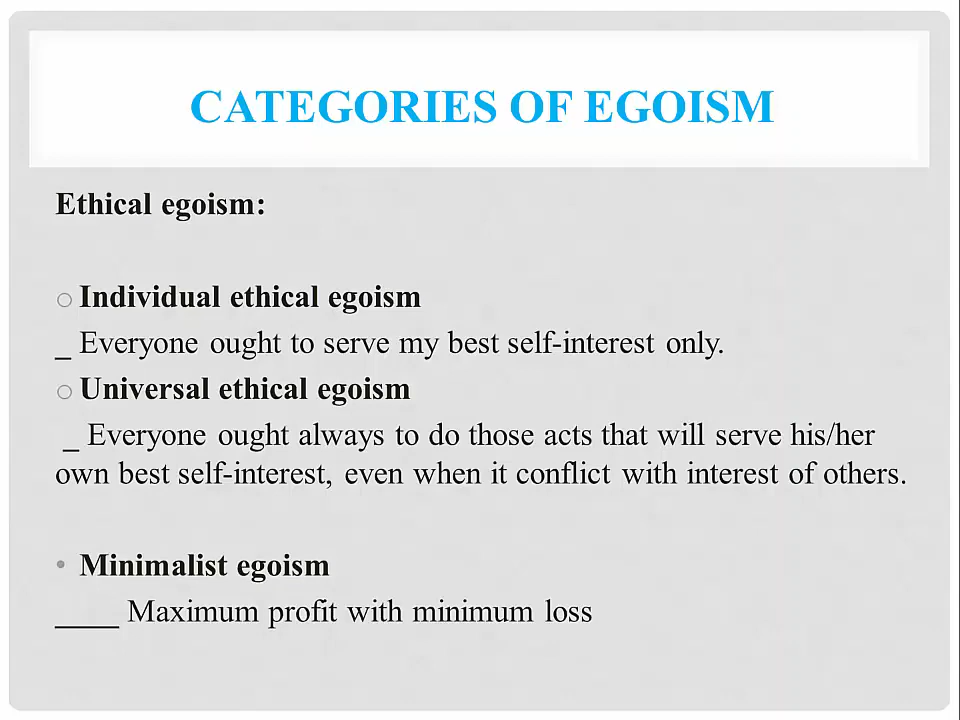 CATEGORIES OF EGOISM
Ethical egoism:
o Individual ethical egoism
_ Everyone ought to serve my best self-interest only.
o Universal ethical egoism
_ Everyone ought always to do those acts that will serve his/her
own best self-interest, even when it conflict with interest of others.
• Minimalist egoism
____ Maximum profit with minimum loss